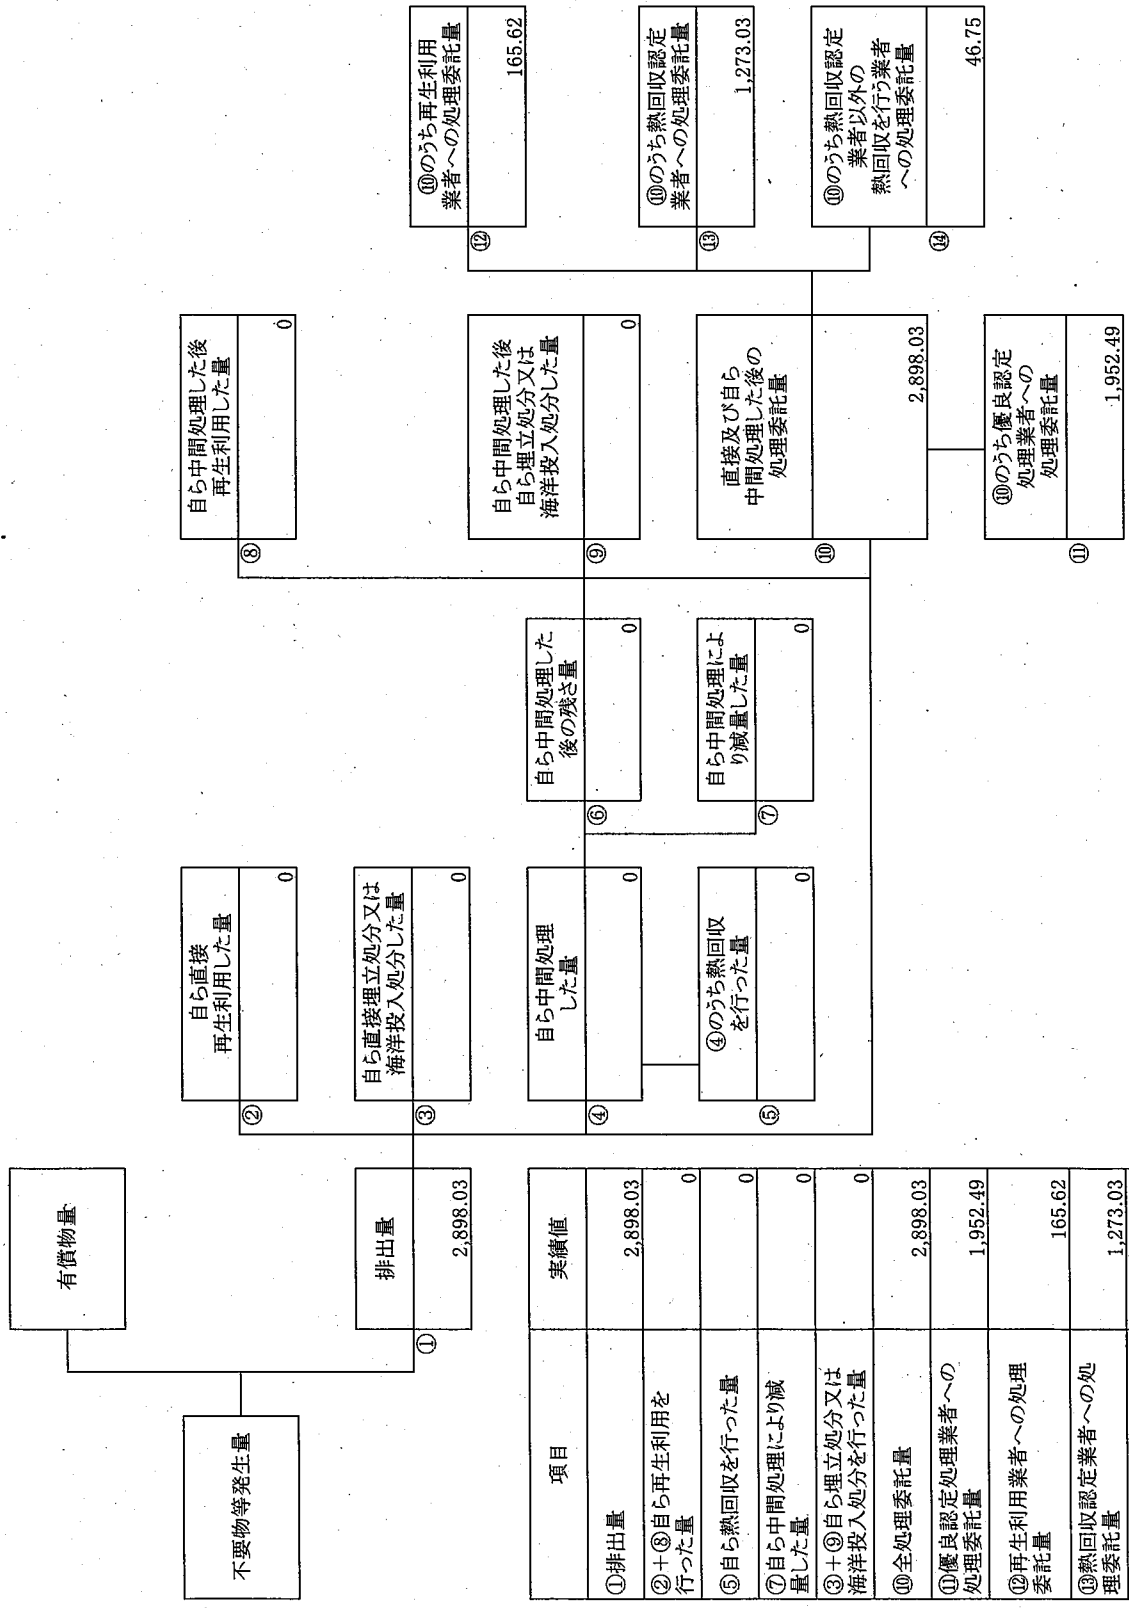 不要物等発生量
有償物量
排出量
①
2,898.03
自ら直接
再生利用した量
②
0
自ら直接埋立処分又は
海洋投入処分した量
③
0
自ら中間処理
した量
④
0
④のうち熱回収
を行った量
⑤
0
自ら中間処理した
後の残さ量
⑥
0
自ら中間処理によ
り減量した量
⑦
0
自ら中間処理した後
再生利用した量
⑧
0
自ら中間処理した後
自ら埋立処分又は
海洋投入処分した量
⑨
0
直接及び自ら
中間処理した後の
処理委託量
⑩
2,898.03
⑩のうち優良認定
処理業者への
処理委託量
⑪
1,952.49
⑩のうち再生利用
業者への処理委託量
⑫
165.62
⑩のうち熱回収認定
業者への処理委託量
⑬
1,273.03
⑩のうち熱回収認定
業者以外の
熱回収を行う業者
への処理委託量
⑭
46.75
項目 実績値
①排出量 2,898.03
②+⑧自ら再生利用を
行った量 0
⑤自ら熱回収を行った量 0
⑦自ら中間処理により減
量した量 0
③+⑨自ら埋立処分又は
海洋投入処分を行った量 0
⑩全処理委託量 2,898.03
⑪優良認定処理業者への
処理委託量 1,952.49
⑫再生利用業者への処理
委託量 165.62
⑬熱回収認定業者への処
理委託量 1,273.03